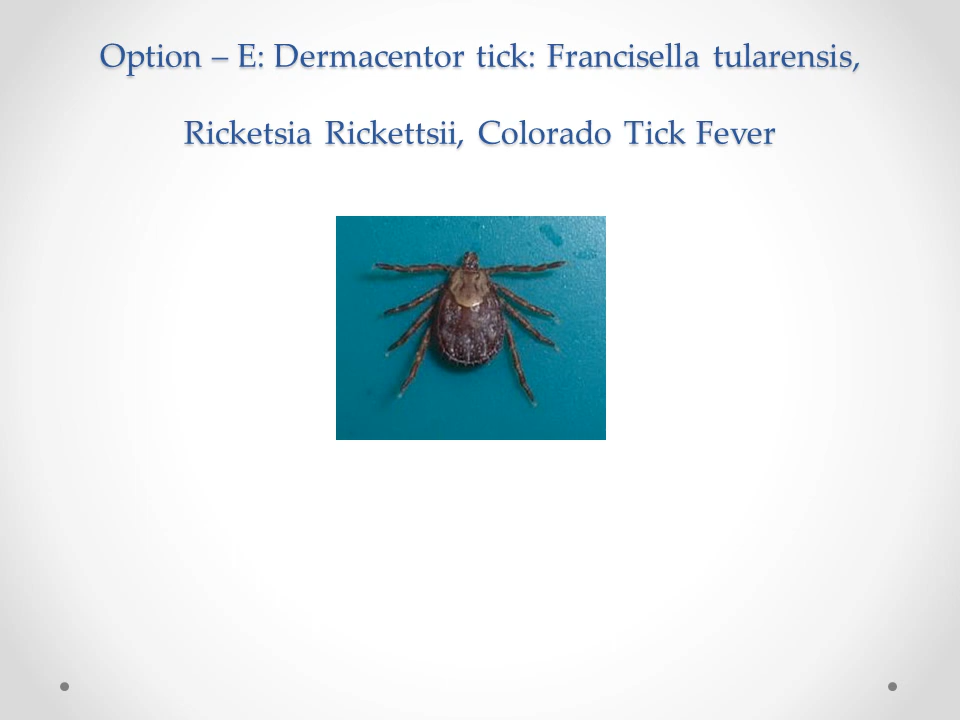 Option – E: Dermacentor tick: Francisella tularensis,
Ricketsia Rickettsii, Colorado Tick Fever